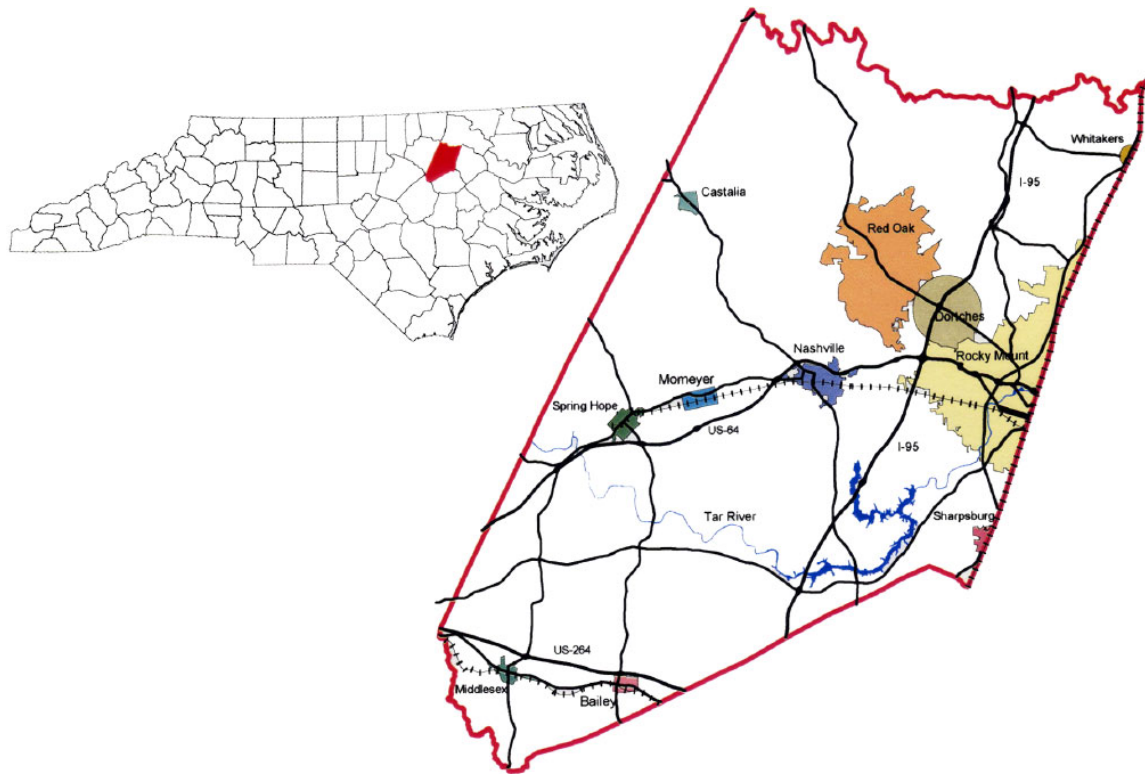 Whitakers
I-95
Castalia
Red Oak
Dortches
Nashville
Rocky Mount
Momeyer
Spring Hope
US-64
I-95
Tar River
Sharpsburg
US-264
Middlesex
Bailey